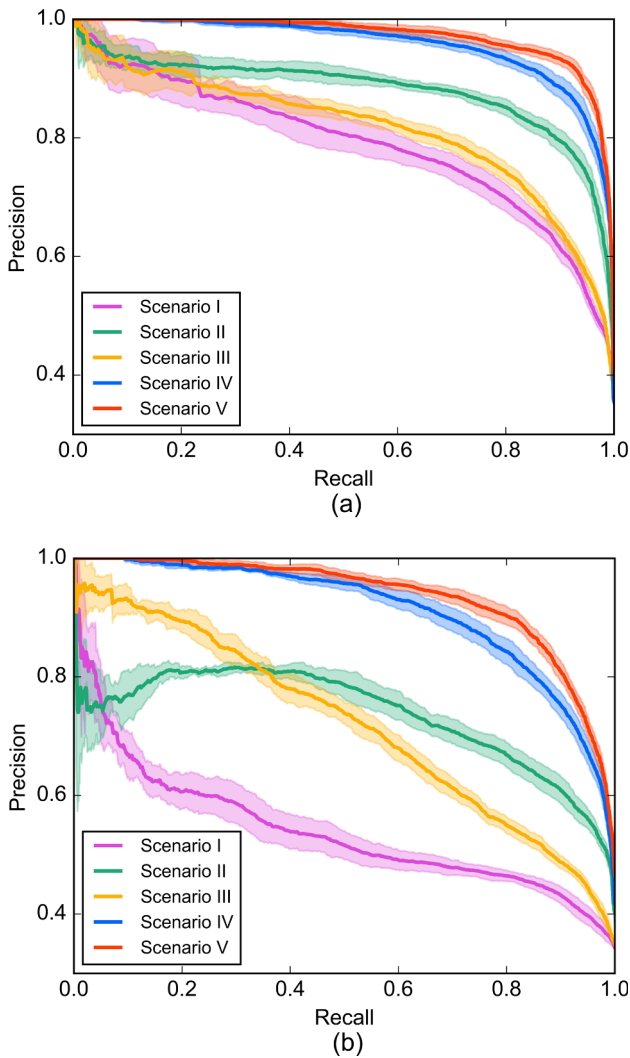 1.0
0.8
0.6
0.4
Precision
Scenario I
Scenario II
Scenario III
Scenario IV
Scenario V
0.0 0.2 0.4 0.6 0.8 1.0
Recall
(a)
1.0
0.8
0.6
0.4
Precision
Scenario I
Scenario II
Scenario III
Scenario IV
Scenario V
0.0 0.2 0.4 0.6 0.8 1.0
Recall
(b)